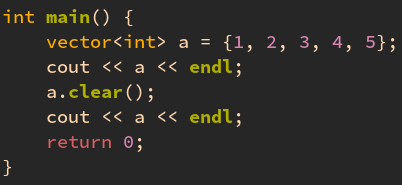 int main() {
    vector<int> a = {1, 2, 3, 4, 5};
    cout << a << endl;
    a.clear();
    cout << a << endl;
    return 0;
}